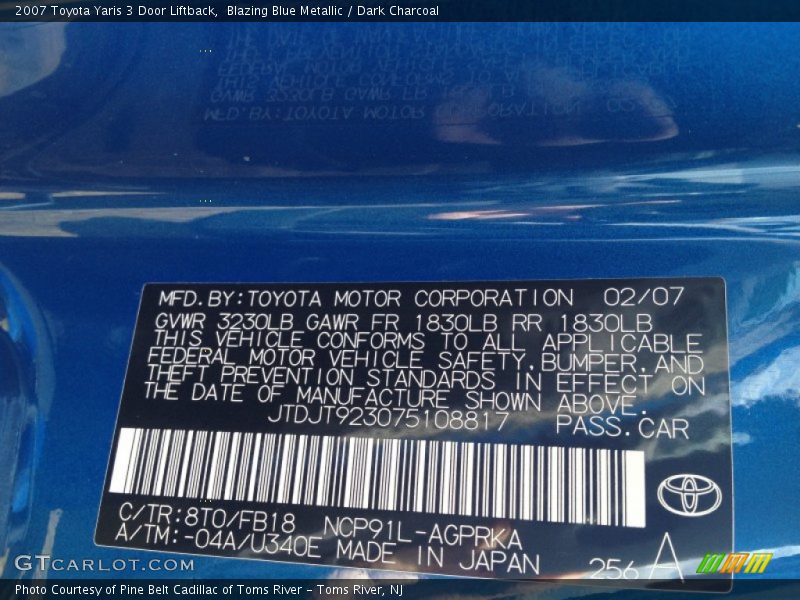 2007 Toyota Yaris 3 Door Liftback,  Blazing Blue Metallic / Dark Charcoal
MFD.BY:TOYOTA MOTOR CORPORATION 02/07
GVWR 3230LB GAWR FR 1830LB RR 1830LB
THIS VEHICLE CONFORMS TO ALL APPLICABLE
FEDERAL MOTOR VEHICLE SAFETY,BUMPER,AND
THEFT PREVENTION STANDARDS IN EFFECT ON
THE DATE OF MANUFACTURE SHOWN ABOVE.
JTDJT923075108817 PASS.CAR
C/TR:8T0/FB18 NCP91L-AGPRKA
A/TM:-04A/U340E MADE IN JAPAN 256 A
GTCARLOT.COM
Photo Courtesy of Pine Belt Cadillac of Toms River - Toms River, NJ